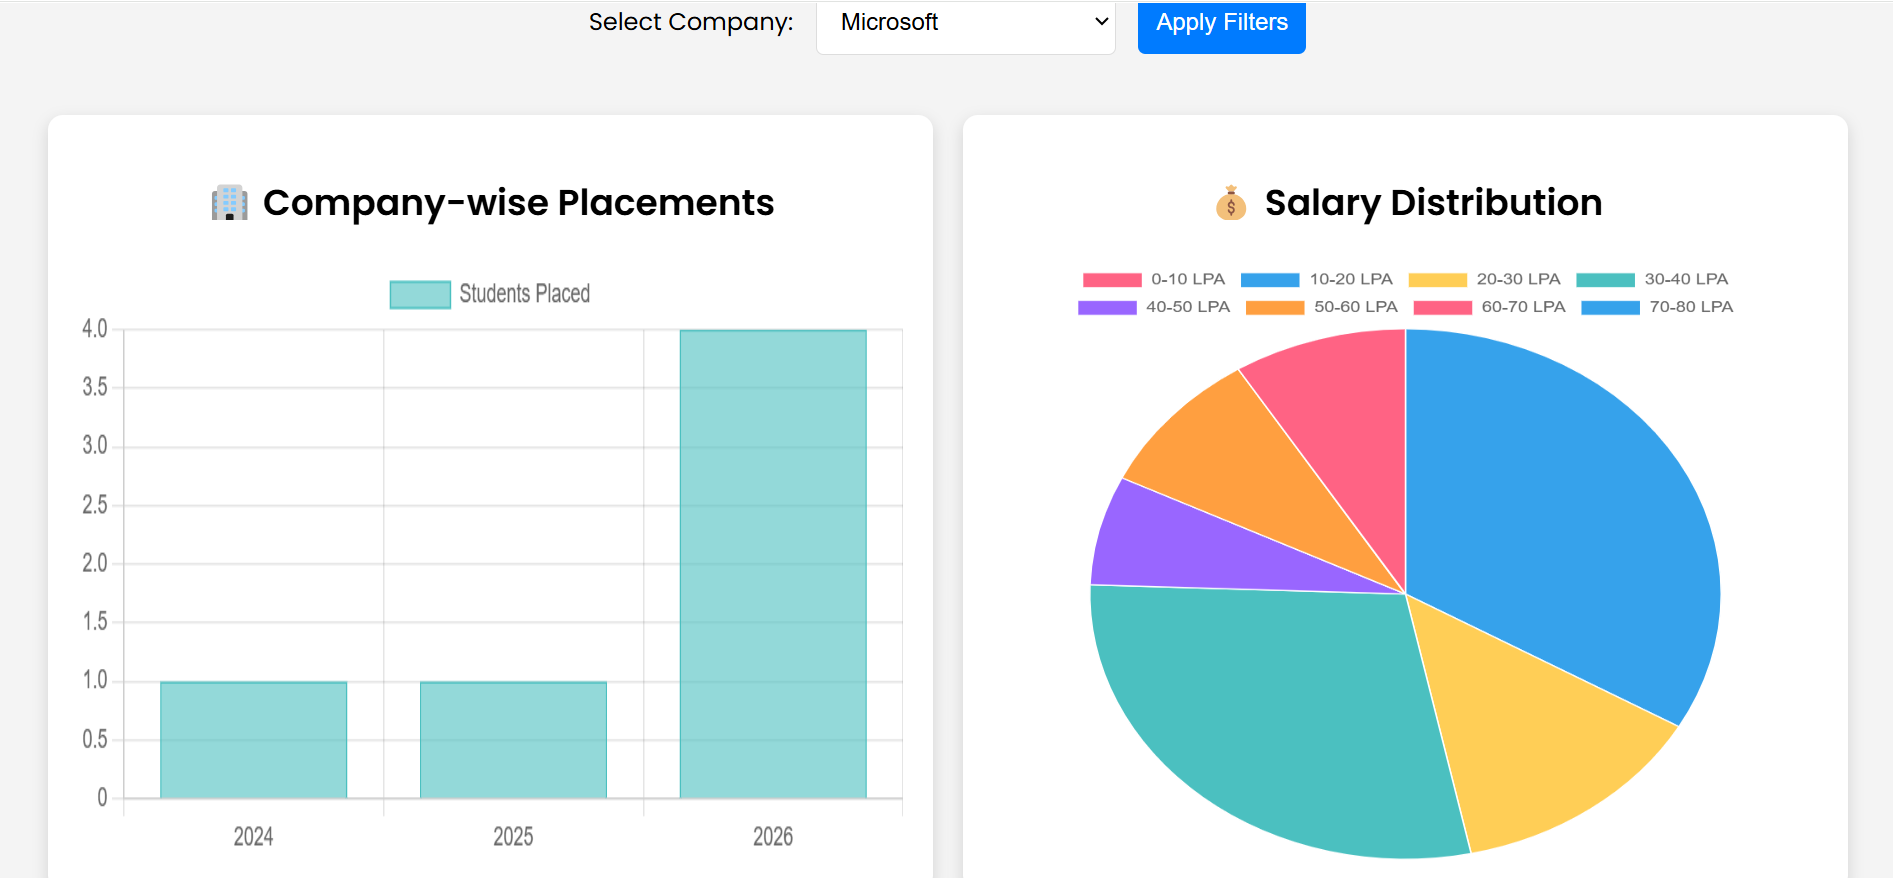 Select Company: Microsoft Apply Filters
Company-wise Placements
Students Placed
4.0
3.5
3.0
2.5
2.0
1.5
1.0
0.5
0
2024 2025 2026
Salary Distribution
0-10 LPA 10-20 LPA 20-30 LPA 30-40 LPA
40-50 LPA 50-60 LPA 60-70 LPA 70-80 LPA